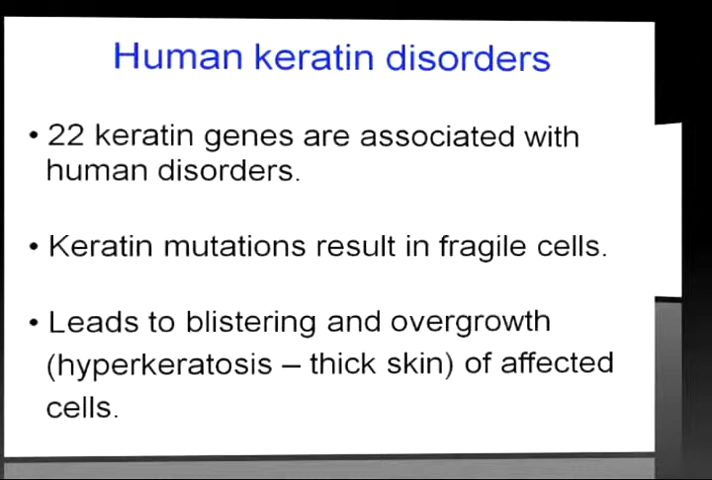 Human keratin disorders
• 22 keratin genes are associated with
human disorders.
• Keratin mutations result in fragile cells.
• Leads to blistering and overgrowth
(hyperkeratosis – thick skin) of affected
cells.